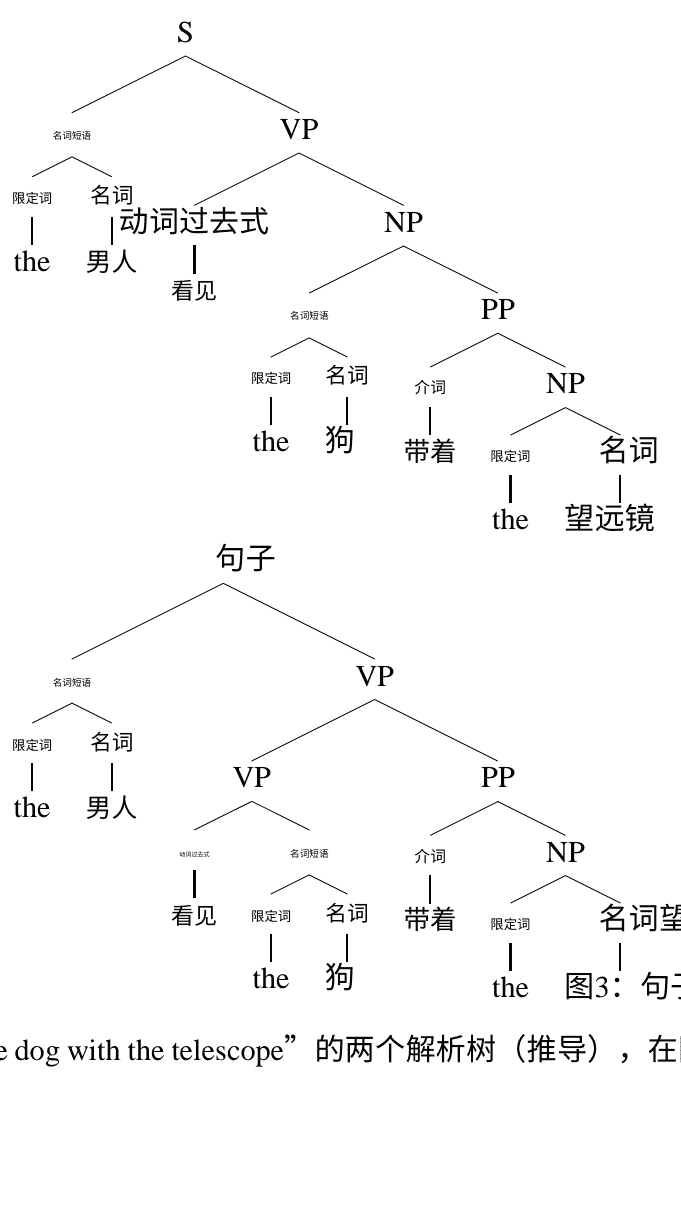 S
名词短语 VP
限定词 名词
动词过去式 NP
the 男人
看见
名词短语 PP
限定词 名词 介词 NP
the 狗 带着 限定词 名词
the 望远镜
句子
名词短语 VP
限定词 名词
VP PP
the 男人
动词过去式 名词短语 介词 NP
看见 限定词 名词 带着 限定词 名词望
the 狗 the 图3：句子
e dog with the telescope”的两个解析树（推导），在